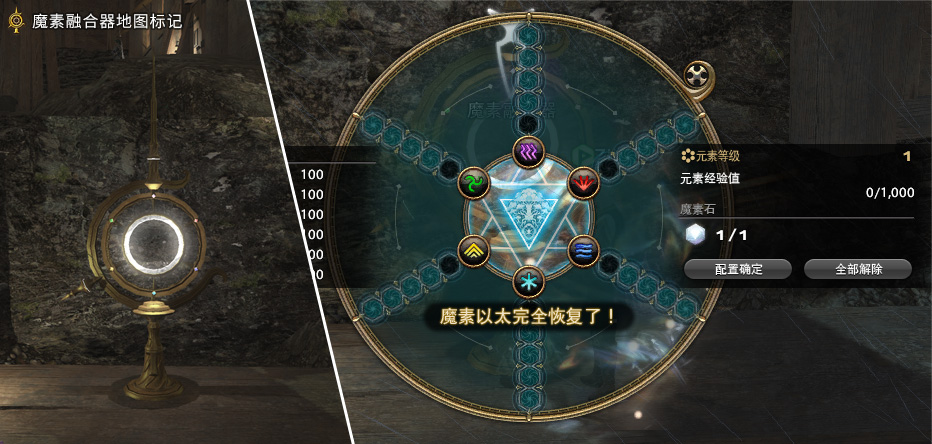 魔素融合器地图标记
100
100
100
100
00
0
魔素以太完全恢复了！
元素等级 1
元素经验值
0/1,000
魔素石
1/1
配置确定 全部解除